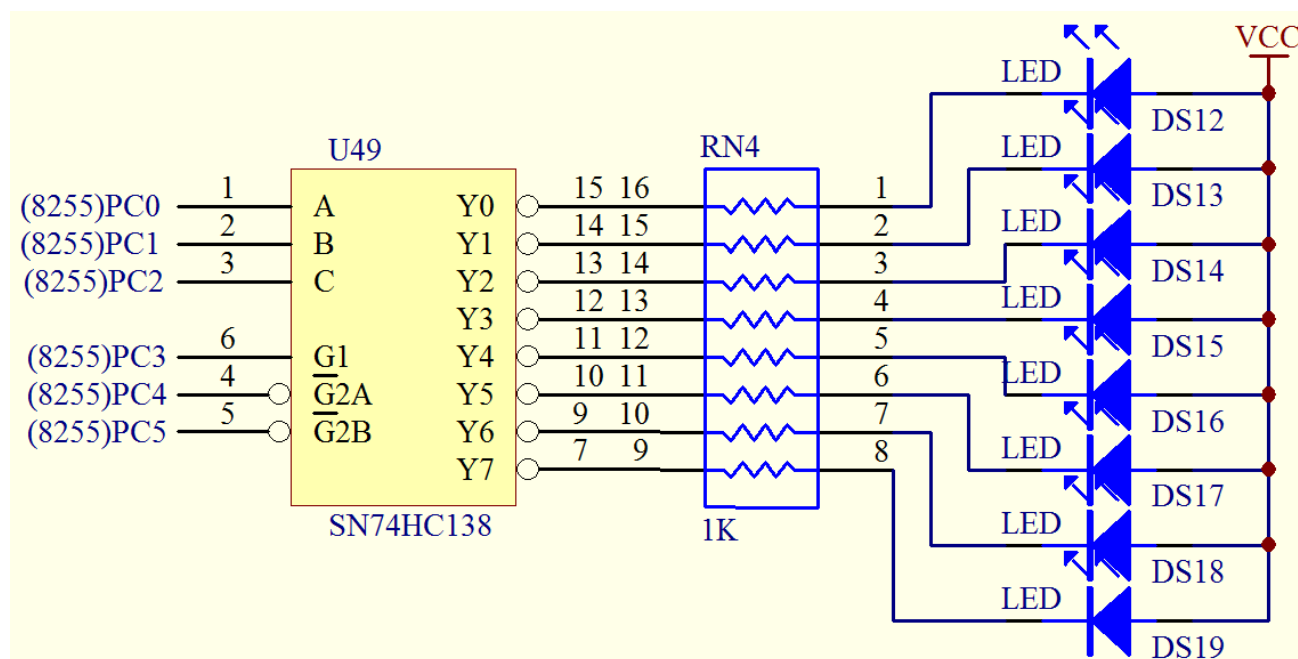 VCC
LED
DS12
U49
RN4
LED
DS13
(8255)PC0 1 A Y0 15 16 1
(8255)PC1 2 B Y1 14 15 2
LED
DS14
(8255)PC2 3 C Y2 13 14 3
Y3 12 13 4
LED
DS15
(8255)PC3 6 G1 Y4 11 12 5
(8255)PC4 4 G̅2A Y5 10 11 6
LED
DS16
(8255)PC5 5 G̅2B Y6 9 10 7
Y7 7 9 8
LED
DS17
SN74HC138
1K
LED
DS18
LED
DS19